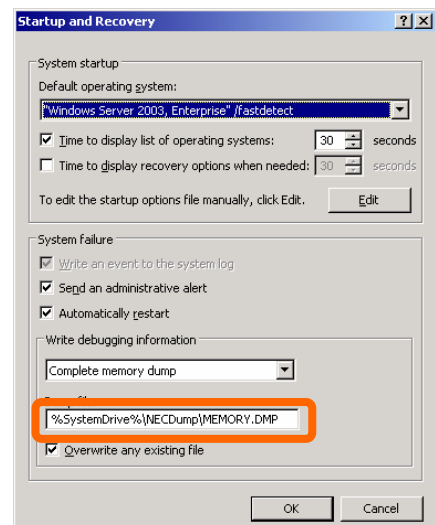 Startup and Recovery
System startup
Default operating system:
"Windows Server 2003, Enterprise" /fastdetect
Time to display list of operating systems: 30 seconds
Time to display recovery options when needed: 30 seconds
To edit the startup options file manually, click Edit. Edit
System failure
Write an event to the system log
Send an administrative alert
Automatically restart
Write debugging information
Complete memory dump
%SystemDrive%\NECDump\MEMORY.DMP
Overwrite any existing file
OK Cancel